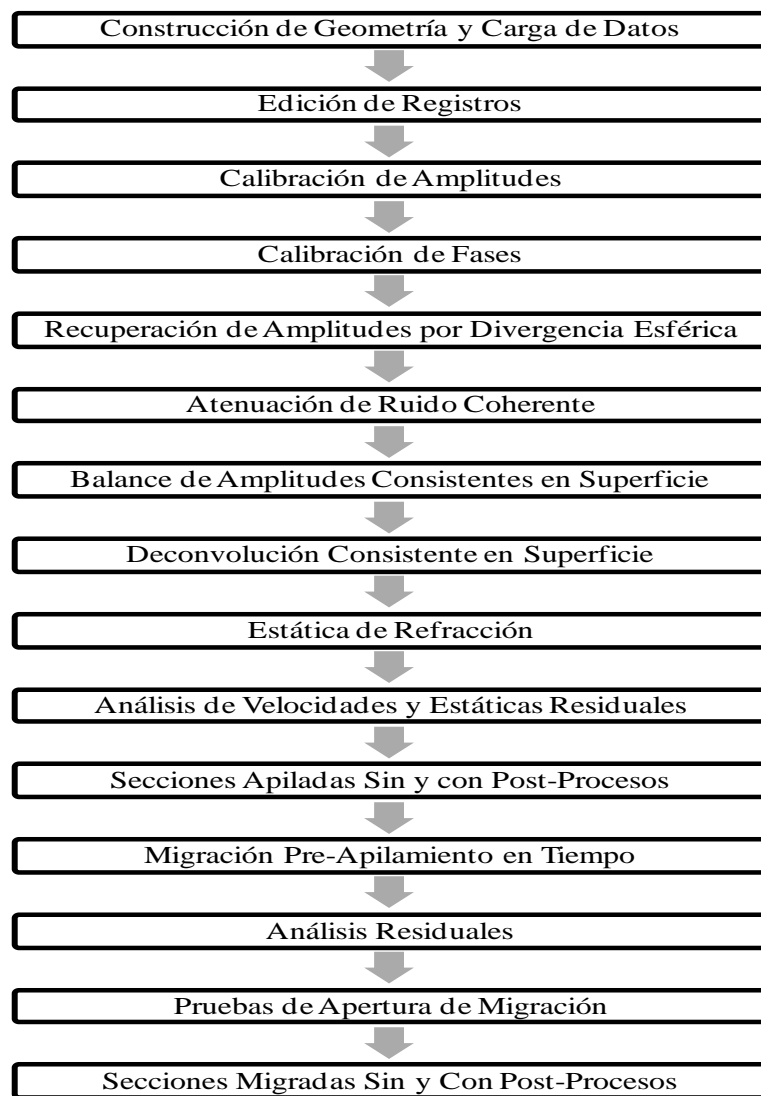 Construcción de Geometría y Carga de Datos
Edición de Registros
Calibración de Amplitudes
Calibración de Fases
Recuperación de Amplitudes por Divergencia Esférica
Atenuación de Ruido Coherente
Balance de Amplitudes Consistentes en Superficie
Deconvolución Consistente en Superficie
Estática de Refracción
Análisis de Velocidades y Estáticas Residuales
Secciones Apiladas Sin y con Post-Procesos
Migración Pre-Apilamiento en Tiempo
Análisis Residuales
Pruebas de Apertura de Migración
Secciones Migradas Sin y Con Post-Procesos